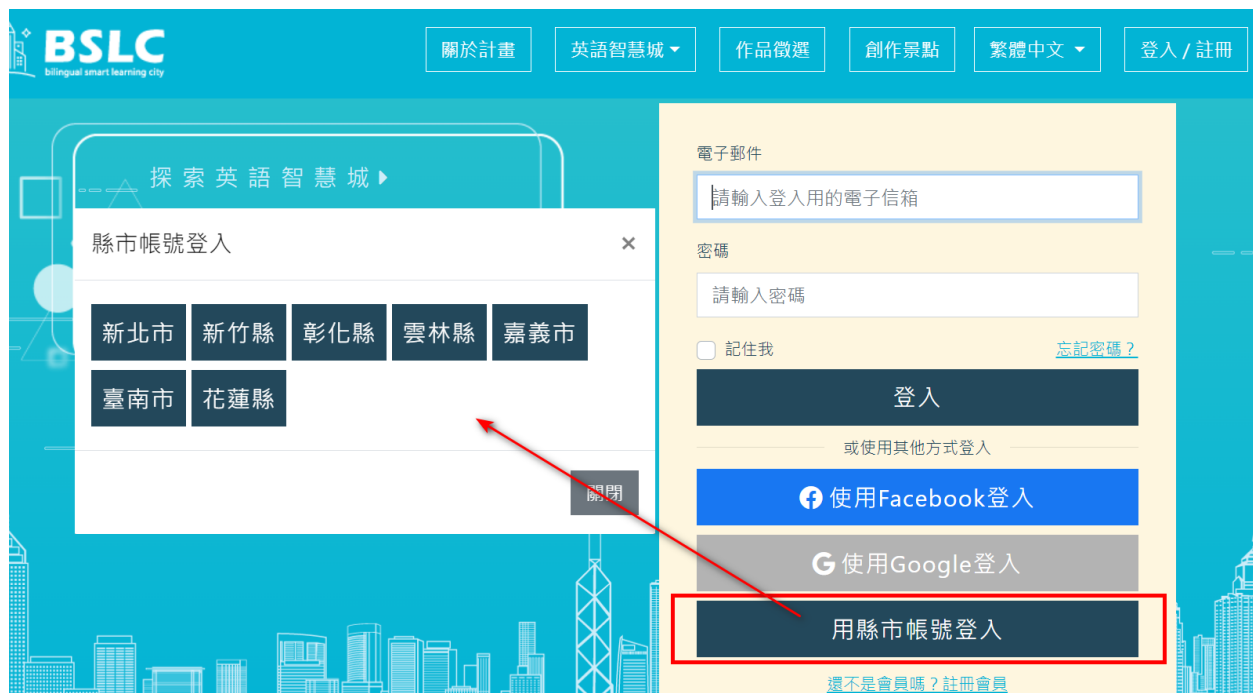 BSLC
bilingual smart learning city
關於計畫
英語智慧城
作品徵選
創作景點
繁體中文
登入 / 註冊
探索英語智慧城
縣市帳號登入
×
新北市 新竹縣 彰化縣 雲林縣 嘉義市
臺南市 花蓮縣
關閉
電子郵件
請輸入登入用的電子信箱
密碼
請輸入密碼
記住我
忘記密碼？
登入
或使用其他方式登入
使用Facebook登入
使用Google登入
用縣市帳號登入
還不是會員嗎？註冊會員